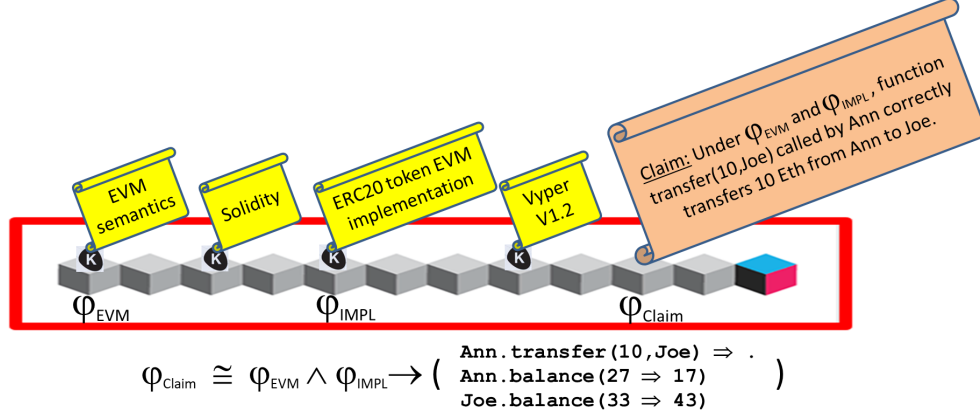 EVM
semantics
Solidity
ERC20 token EVM
implementation
Vyper
V1.2
Claim: Under φEVM and φIMPL, function
transfer(10,Joe) called by Ann correctly
transfers 10 Eth from Ann to Joe.
K K K K
φEVM φIMPL φClaim
φClaim ≅ φEVM ∧ φIMPL → ( Ann.transfer(10,Joe) ⇒ .
Ann.balance(27 ⇒ 17)
Joe.balance(33 ⇒ 43) )